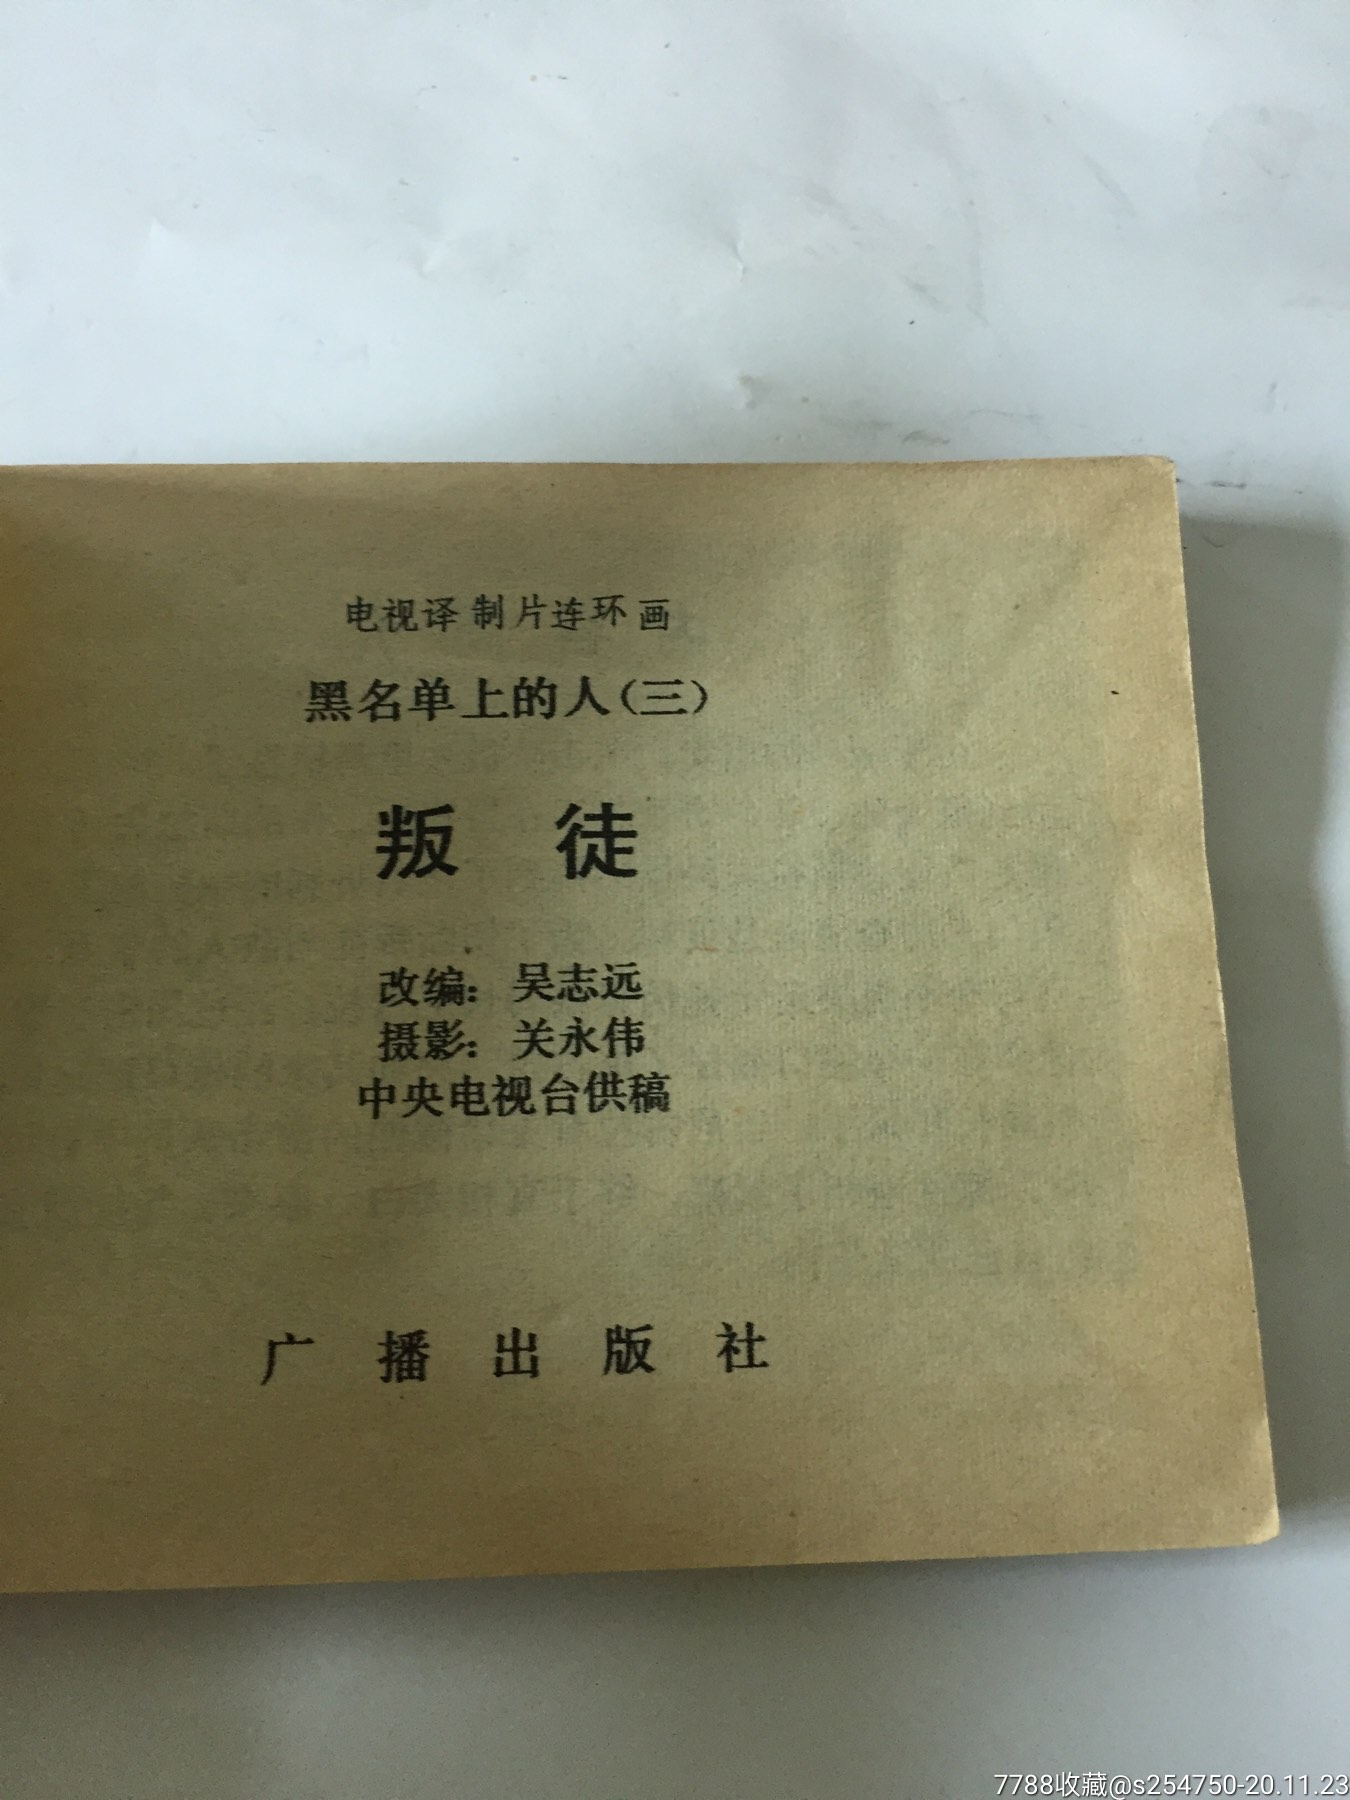 电视译制片连环画
黑名单上的人(三)
叛徒
改编：吴志远
摄影：关永伟
中央电视台供稿
广播出版社
7788收藏@s254750-20.11.23